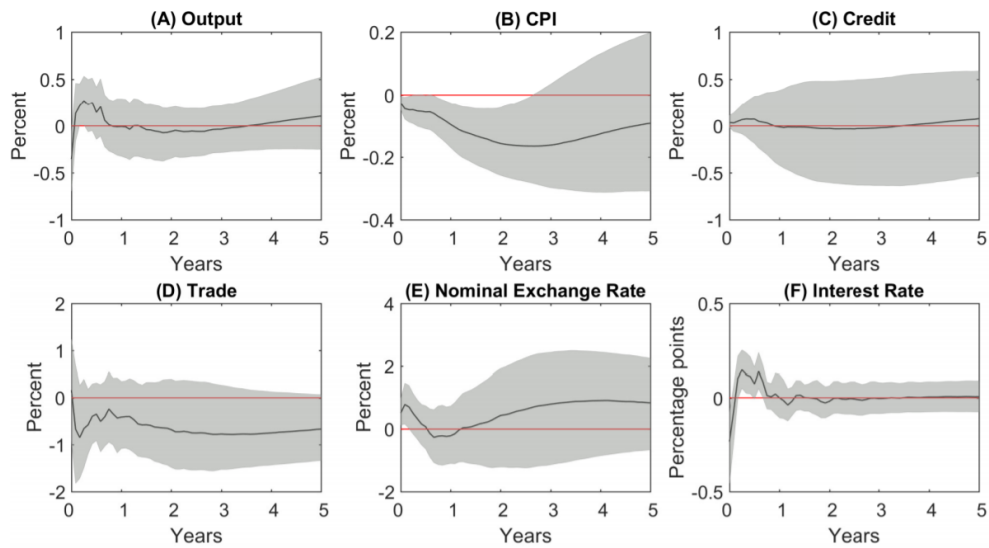 (A) Output
(B) CPI
(C) Credit
1
0.5
0
-0.5
-1
Percent
0 1 2 3 4 5
Years
0.2
0
-0.2
-0.4
Percent
0 1 2 3 4 5
Years
1
0.5
0
-0.5
-1
Percent
0 1 2 3 4 5
Years
(D) Trade
(E) Nominal Exchange Rate
(F) Interest Rate
2
1
0
-1
-2
Percent
0 1 2 3 4 5
Years
4
2
0
-2
Percent
0 1 2 3 4 5
Years
0.5
0
-0.5
Percentage points
0 1 2 3 4 5
Years